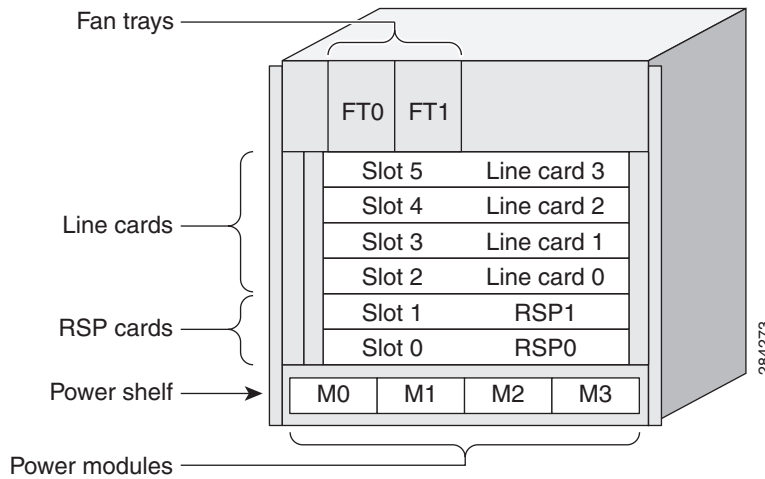 Fan trays
FT0 FT1
Slot 5 Line card 3
Slot 4 Line card 2
Line cards
Slot 3 Line card 1
Slot 2 Line card 0
Slot 1 RSP1
RSP cards
Slot 0 RSP0
Power shelf
M0 M1 M2 M3
Power modules
284273